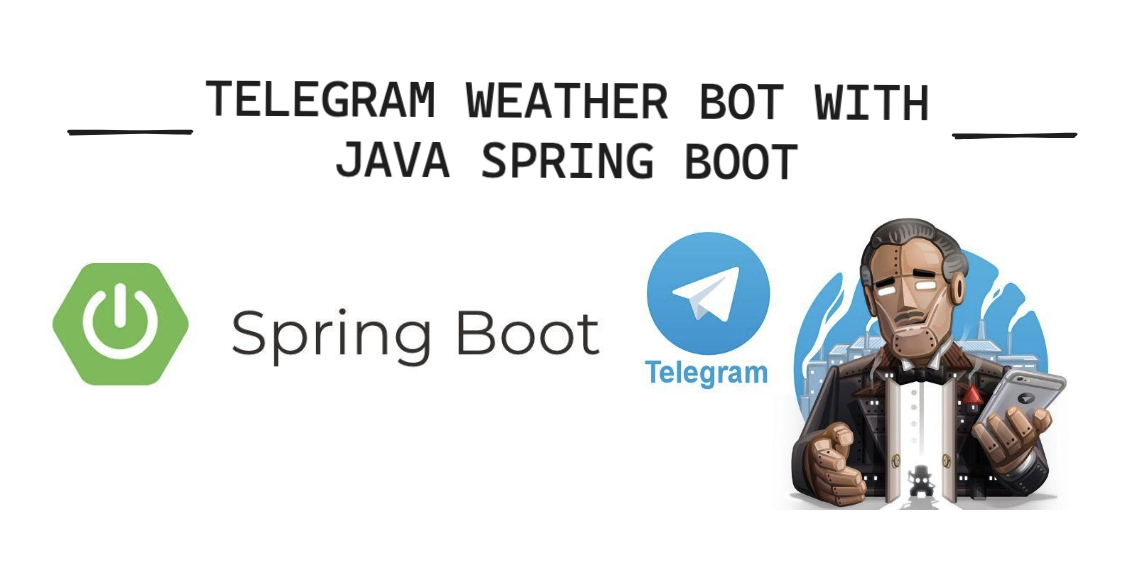 TELEGRAM WEATHER BOT WITH
JAVA SPRING BOOT
Spring Boot
Telegram